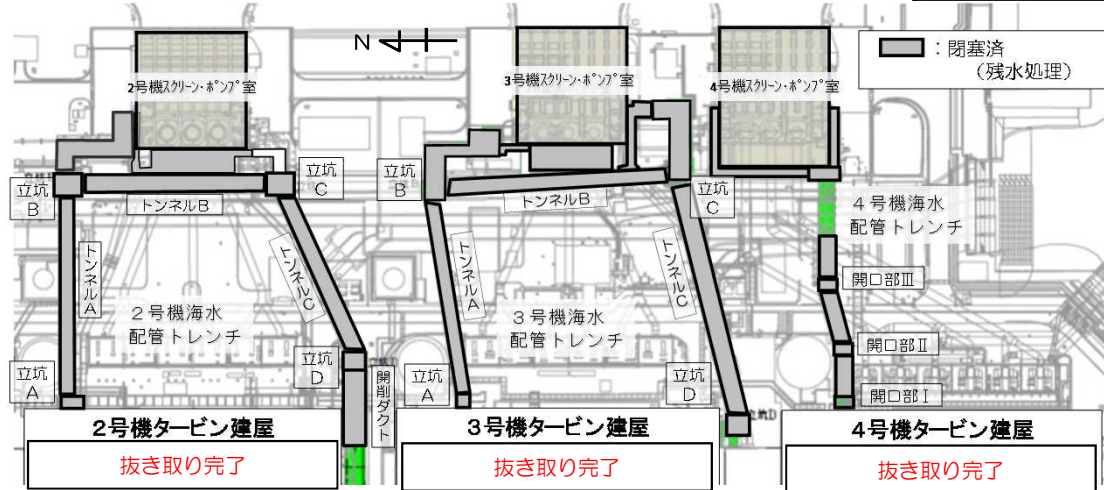 N
：閉塞済
（残水処理）
2号機スクリーン・ポンプ室
3号機スクリーン・ポンプ室
4号機スクリーン・ポンプ室
立坑
B
立坑
C
トンネルB
トンネルA
トンネルC
2号機海水
配管トレンチ
立坑
A
立坑
D
開削ダクト
立坑
B
立坑
C
トンネルB
トンネルA
トンネルC
3号機海水
配管トレンチ
立坑
A
立坑
D
立坑D
4号機海水
配管トレンチ
開口部Ⅲ
開口部Ⅱ
開口部Ⅰ
2号機タービン建屋
抜き取り完了
3号機タービン建屋
抜き取り完了
4号機タービン建屋
抜き取り完了